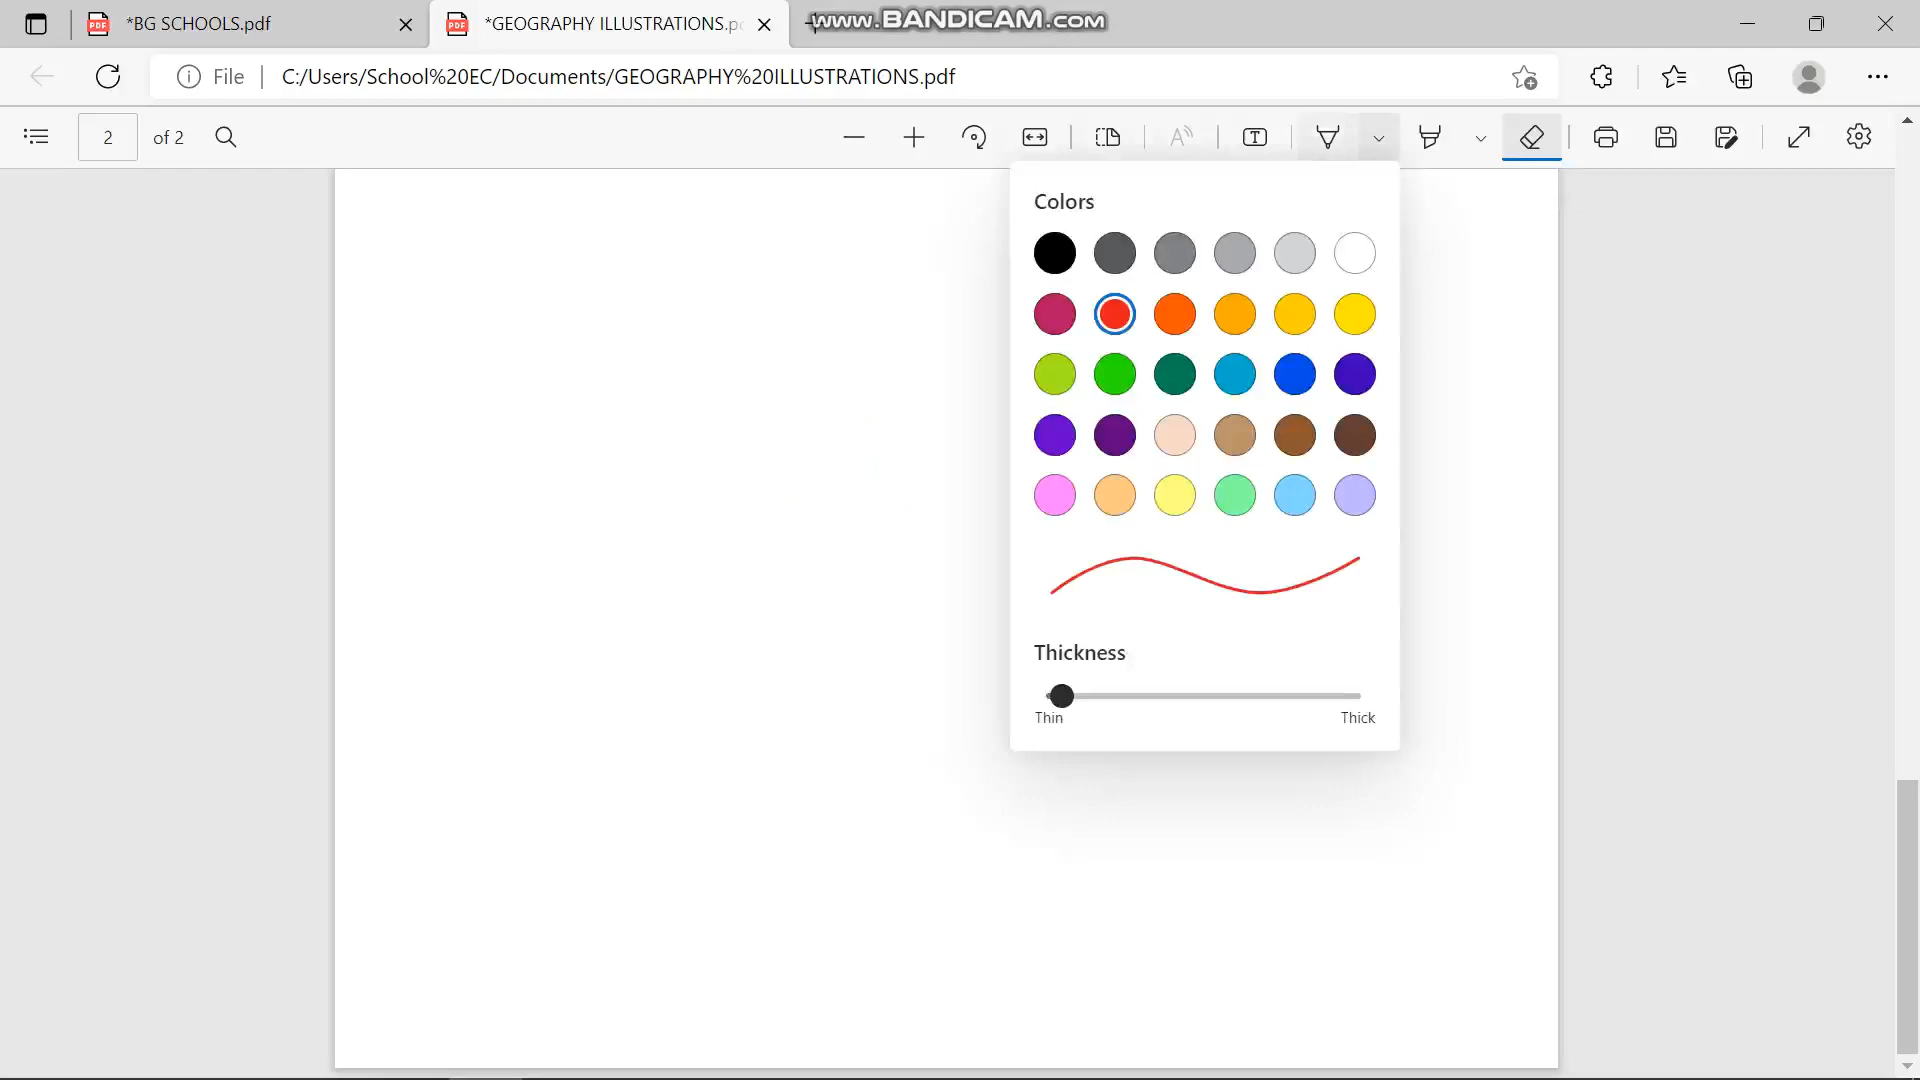 *BG SCHOOLS.pdf
*GEOGRAPHY ILLUSTRATIONS.pd
www.BANDICAM.com
File
C:/Users/School%20EC/Documents/GEOGRAPHY%20ILLUSTRATIONS.pdf
2 of 2
Colors
Thickness
Thin
Thick